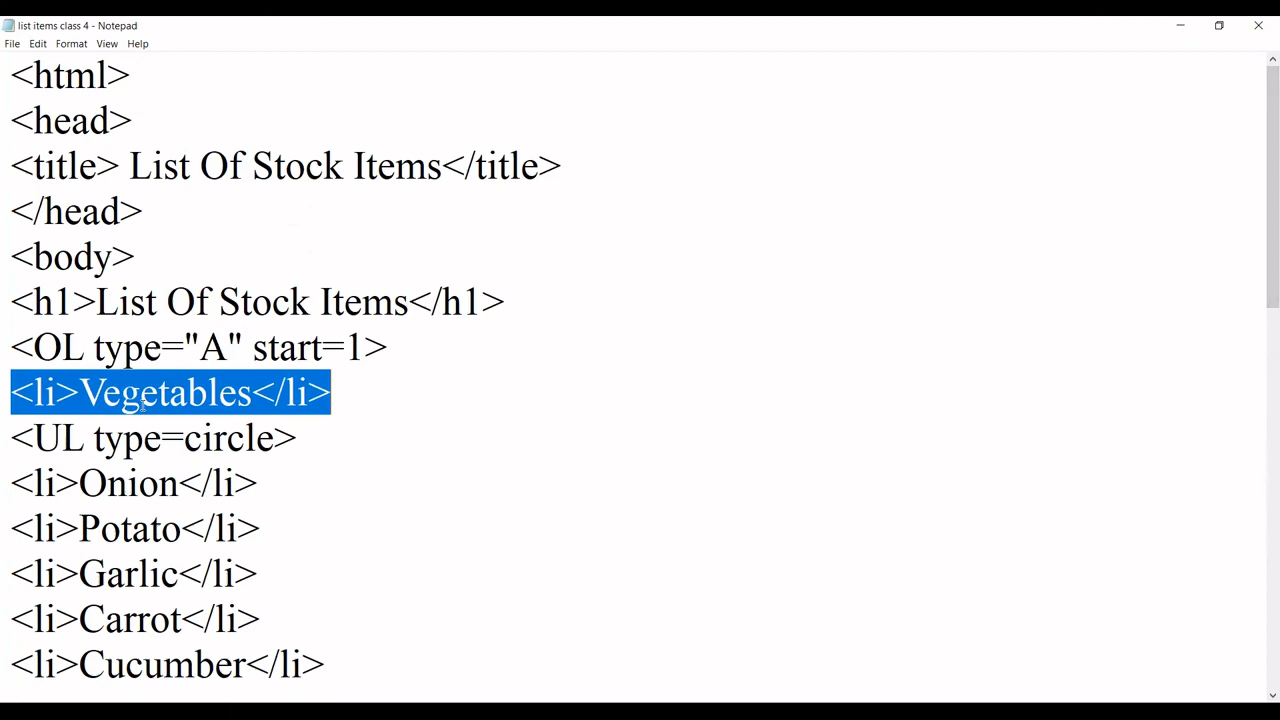 list items class 4 - Notepad
File Edit Format View Help
<html>
<head>
<title> List Of Stock Items</title>
</head>
<body>
<h1>List Of Stock Items</h1>
<OL type="A" start=1>
<li>Vegetables</li>
<UL type=circle>
<li>Onion</li>
<li>Potato</li>
<li>Garlic</li>
<li>Carrot</li>
<li>Cucumber</li>